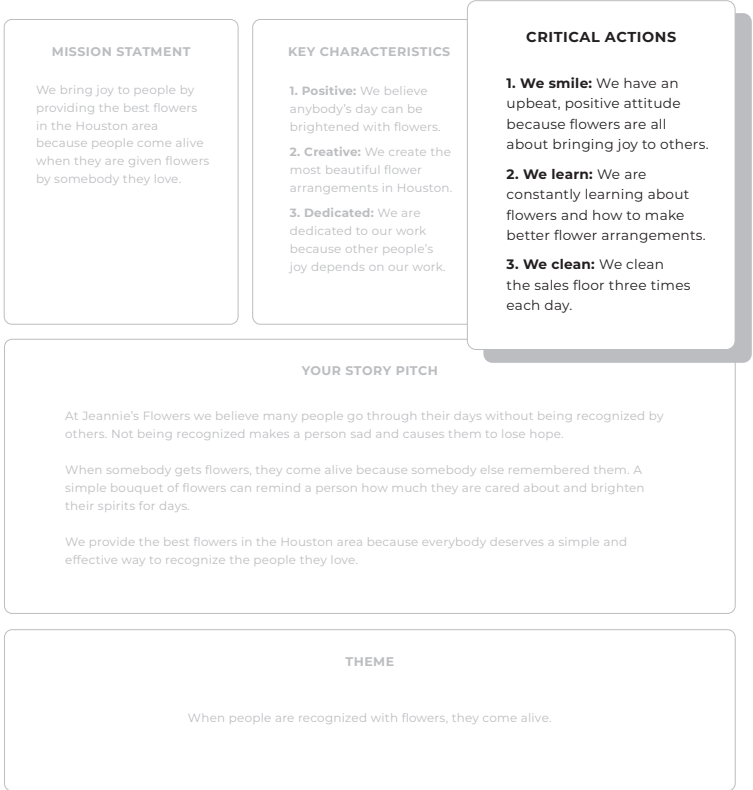 MISSION STATMENT
We bring joy to people by
providing the best flowers
in the Houston area
because people come alive
when they are given flowers
by somebody they love.
KEY CHARACTERISTICS
1. Positive: We believe
anybody’s day can be
brightened with flowers.
2. Creative: We create the
most beautiful flower
arrangements in Houston.
3. Dedicated: We are
dedicated to our work
because other people’s
joy depends on our work.
CRITICAL ACTIONS
1. We smile: We have an
upbeat, positive attitude
because flowers are all
about bringing joy to others.
2. We learn: We are
constantly learning about
flowers and how to make
better flower arrangements.
3. We clean: We clean
the sales floor three times
each day.
YOUR STORY PITCH
At Jeannie’s Flowers we believe many people go through their days without being recognized by
others. Not being recognized makes a person sad and causes them to lose hope.
When somebody gets flowers, they come alive because somebody else remembered them. A
simple bouquet of flowers can remind a person how much they are cared about and brighten
their spirits for days.
We provide the best flowers in the Houston area because everybody deserves a simple and
effective way to recognize the people they love.
THEME
When people are recognized with flowers, they come alive.